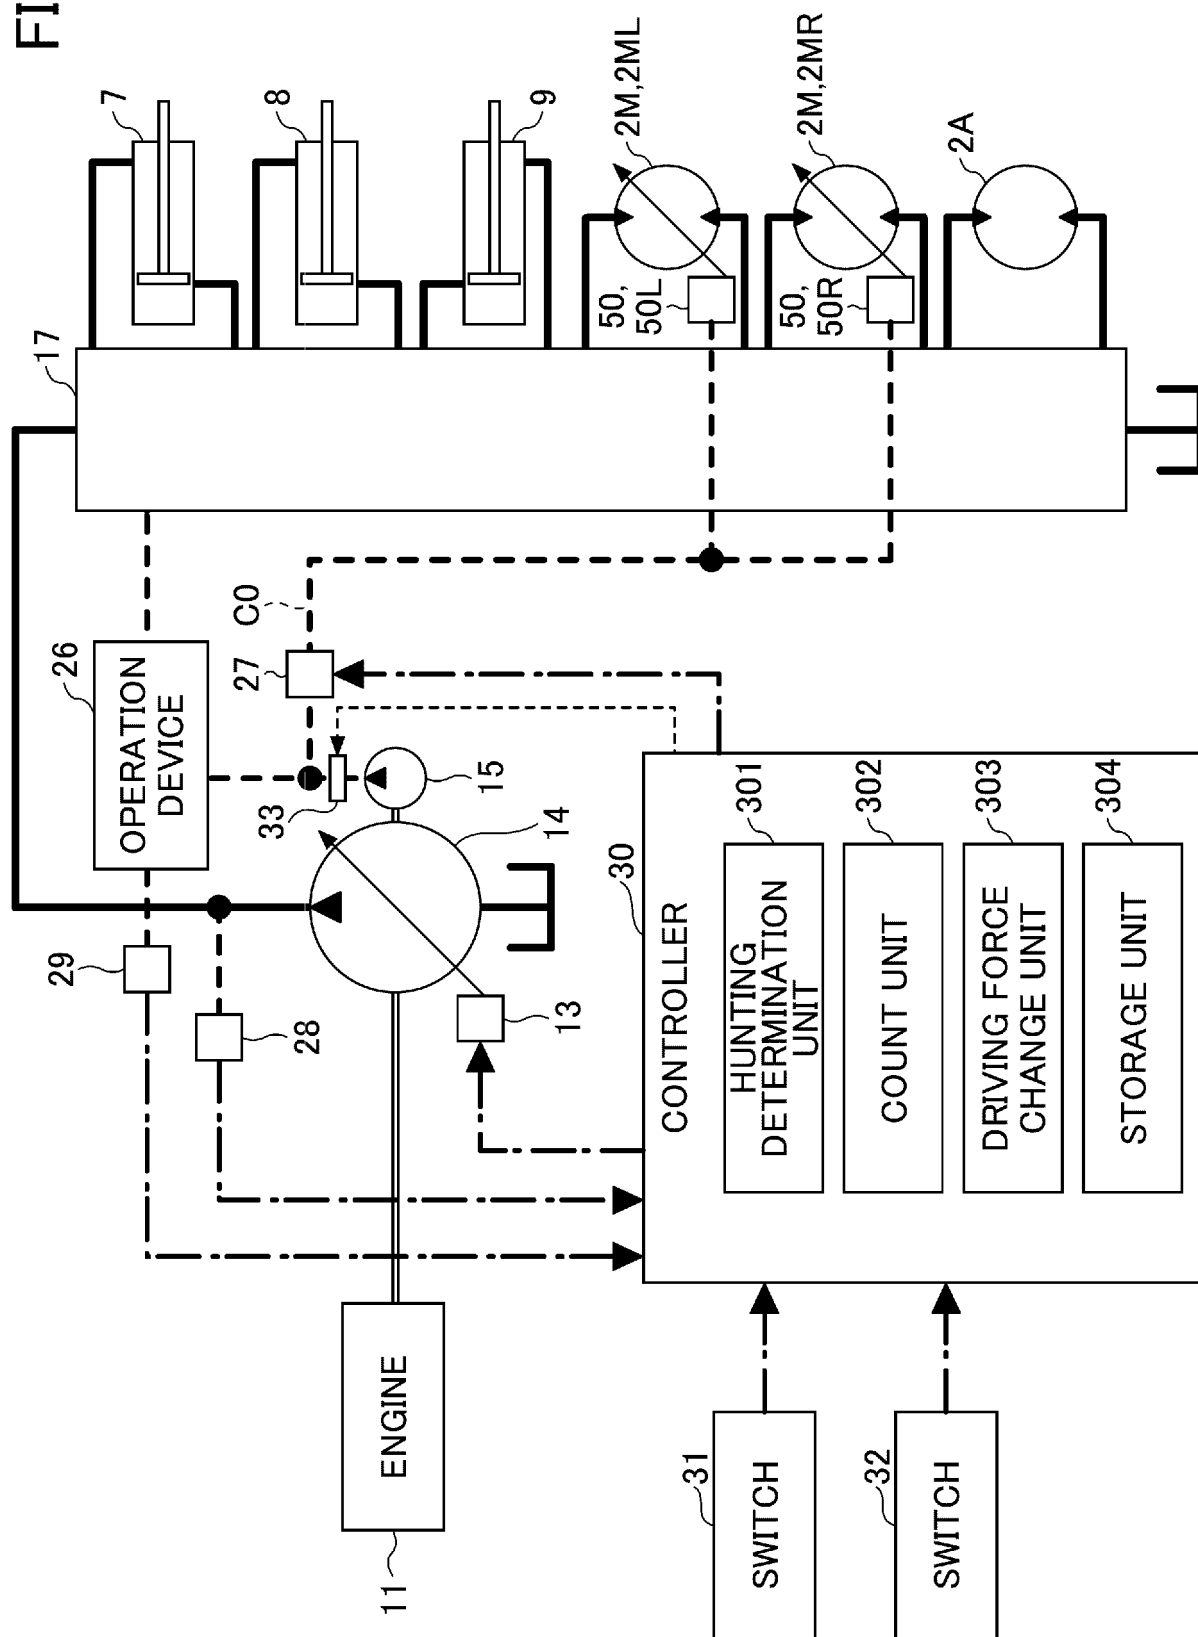 FI
7
8
9
2M,2ML
2M,2MR
2A
50,
50L
50,
50R
17
26
OPERATION
DEVICE
C0
27
33
15
14
29
28
13
ENGINE
11
30
CONTROLLER
HUNTING
DETERMINATION
UNIT
301
COUNT UNIT
302
DRIVING FORCE
CHANGE UNIT
303
STORAGE UNIT
304
31
SWITCH
32
SWITCH